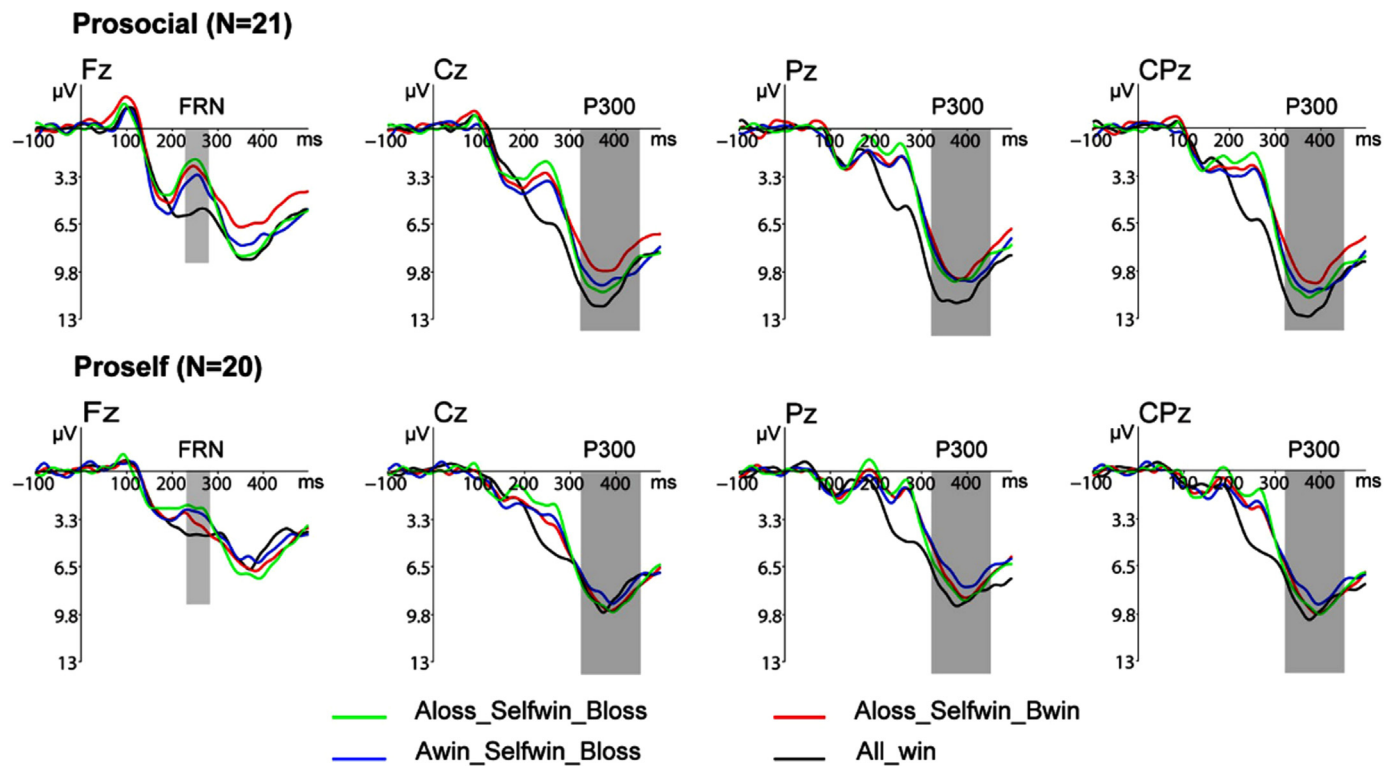 Prosocial (N=21)
Fz Cz Pz CPz
µV FRN µV P300 µV P300 µV P300
−100 100 200 300 400 ms −100 100 200 300 400 ms −100 100 200 300 400 ms −100 100 200 300 400 ms
3.3 3.3 3.3 3.3
6.5 6.5 6.5 6.5
9.8 9.8 9.8 9.8
13 13 13 13
Proself (N=20)
Fz Cz Pz CPz
µV FRN µV P300 µV P300 µV P300
−100 100 200 300 400 ms −100 100 200 300 400 ms −100 100 200 300 400 ms −100 100 200 300 400 ms
3.3 3.3 3.3 3.3
6.5 6.5 6.5 6.5
9.8 9.8 9.8 9.8
13 13 13 13
Aloss_Selfwin_Bloss Aloss_Selfwin_Bwin
Awin_Selfwin_Bloss All_win